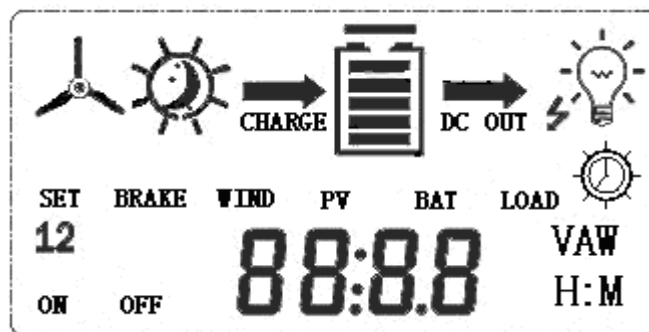 CHARGE DC OUT
SET BRAKE WIND PV BAT LOAD
12 88:8.8 VAW
ON OFF H:M